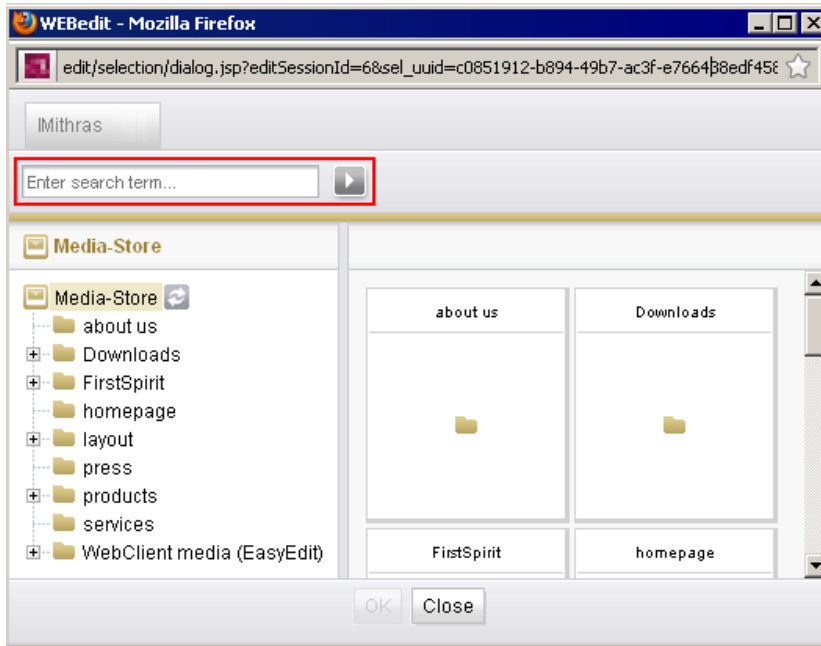 WEBedit - Mozilla Firefox
edit/selection/dialog.jsp?editSessionId=6&sel_uuid=c0851912-b894-49b7-ac3f-e7664b38edf458
Mithras
Enter search term...
Media-Store
Media-Store
about us
Downloads
FirstSpirit
homepage
layout
press
products
services
WebClient media (EasyEdit)
about us Downloads
FirstSpirit homepage
OK Close